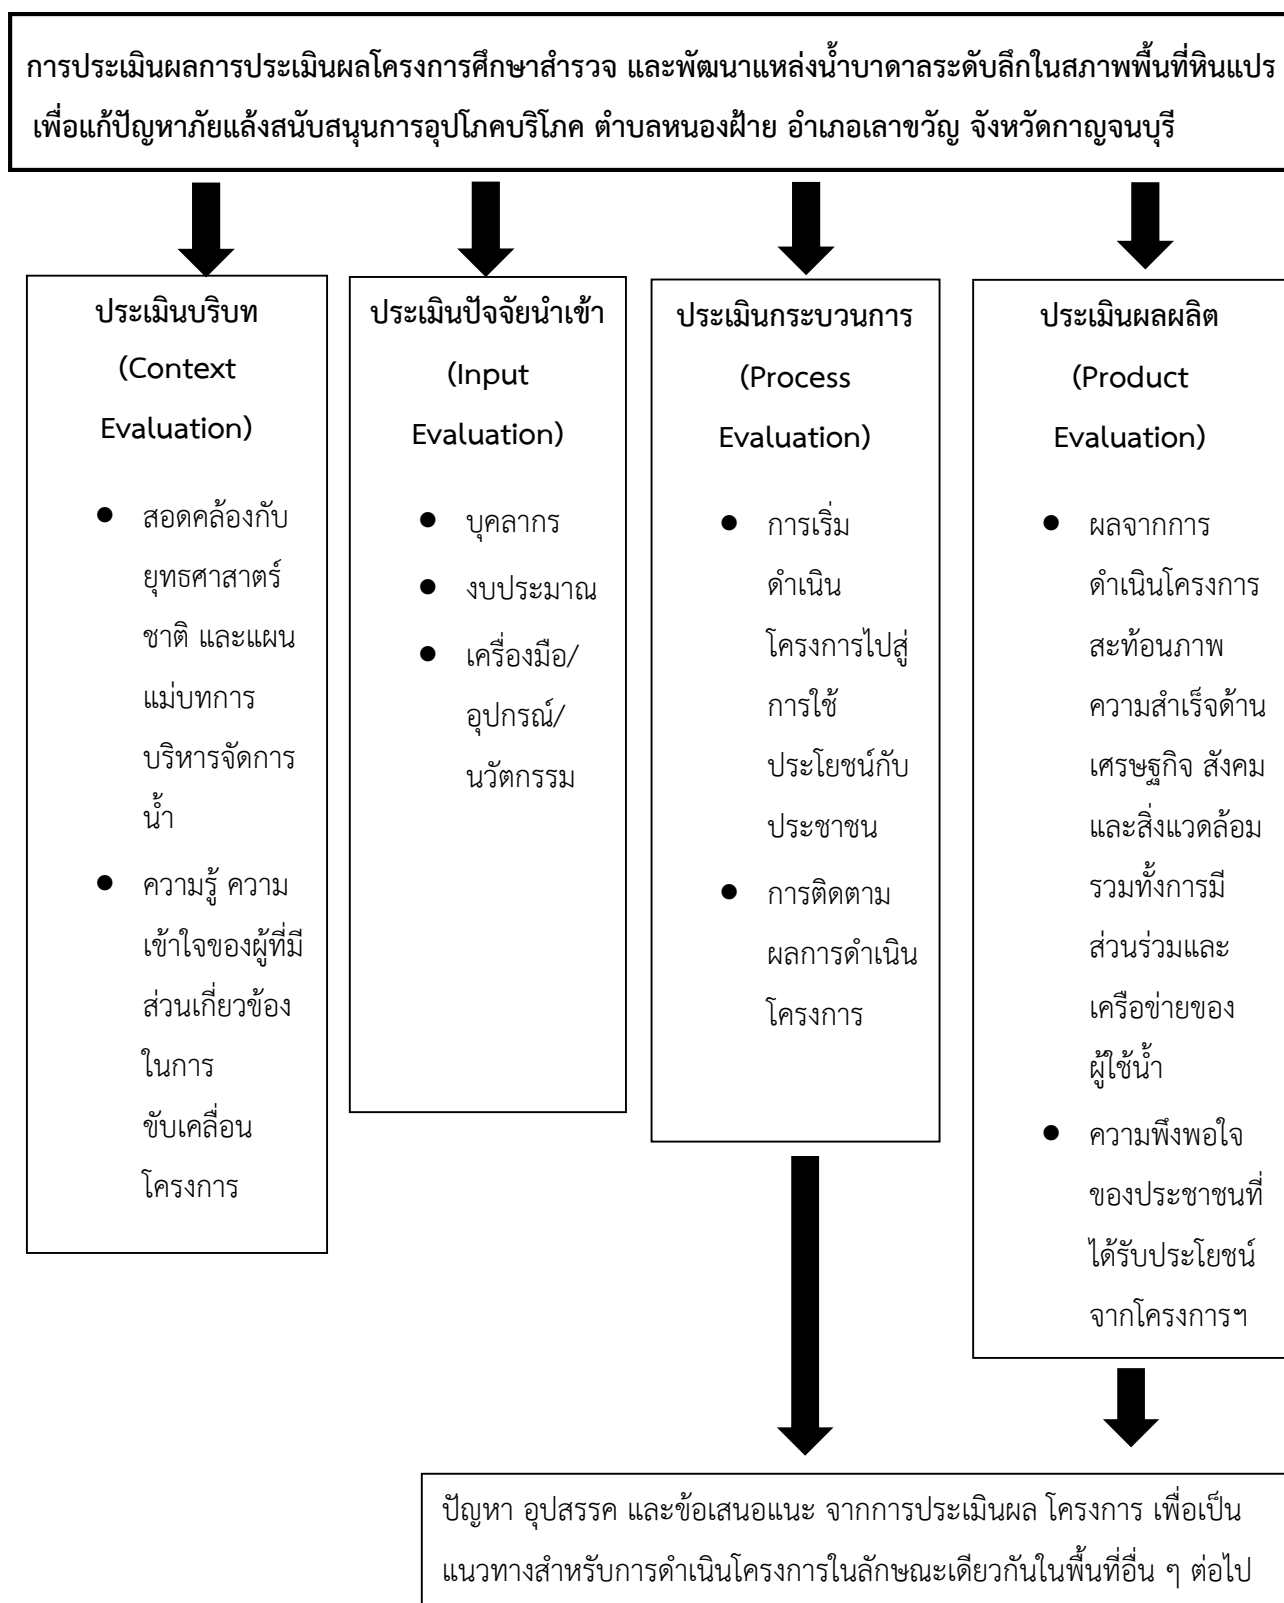 การประเมินผลการประเมินผลโครงการศึกษาสำรวจ และพัฒนาแหล่งน้ำบาดาลระดับลึกในสภาพพื้นที่หินแปร
เพื่อแก้ปัญหาภัยแล้งสนับสนุนการอุปโภคบริโภค ตำบลหนองฝ้าย อำเภอเลาขวัญ จังหวัดกาญจนบุรี
ประเมินบริบท
(Context
Evaluation)
● สอดคล้องกับ
ยุทธศาสาตร์
ชาติ และแผน
แม่บทการ
บริหารจัดการ
น้ำ
● ความรู้ ความ
เข้าใจของผู้ที่มี
ส่วนเกี่ยวข้อง
ในการ
ขับเคลื่อน
โครงการ
ประเมินปัจจัยนำเข้า
(Input
Evaluation)
● บุคลากร
● งบประมาณ
● เครื่องมือ/
อุปกรณ์/
นวัตกรรม
ประเมินกระบวนการ
(Process
Evaluation)
● การเริ่ม
ดำเนิน
โครงการไปสู่
การใช้
ประโยชน์กับ
ประชาชน
● การติดตาม
ผลการดำเนิน
โครงการ
ประเมินผลผลิต
(Product
Evaluation)
● ผลจากการ
ดำเนินโครงการ
สะท้อนภาพ
ความสำเร็จด้าน
เศรษฐกิจ สังคม
และสิ่งแวดล้อม
รวมทั้งการมี
ส่วนร่วมและ
เครือข่ายของ
ผู้ใช้น้ำ
● ความพึงพอใจ
ของประชาชนที่
ได้รับประโยชน์
จากโครงการฯ
ปัญหา อุปสรรค และข้อเสนอแนะ จากการประเมินผล โครงการ เพื่อเป็น
แนวทางสำหรับการดำเนินโครงการในลักษณะเดียวกันในพื้นที่อื่น ๆ ต่อไป